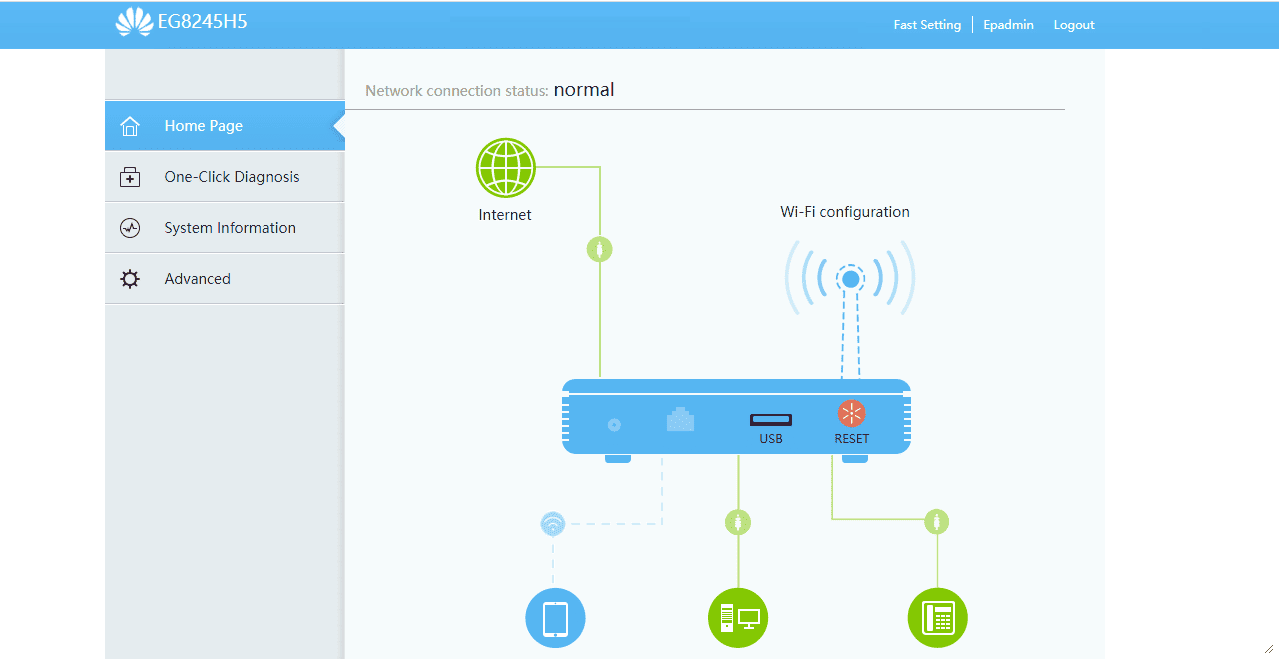 EG8245H5
Fast Setting
Epadmin
Logout
Home Page
One-Click Diagnosis
System Information
Advanced
Network connection status: normal
Internet
Wi-Fi configuration
USB
RESET